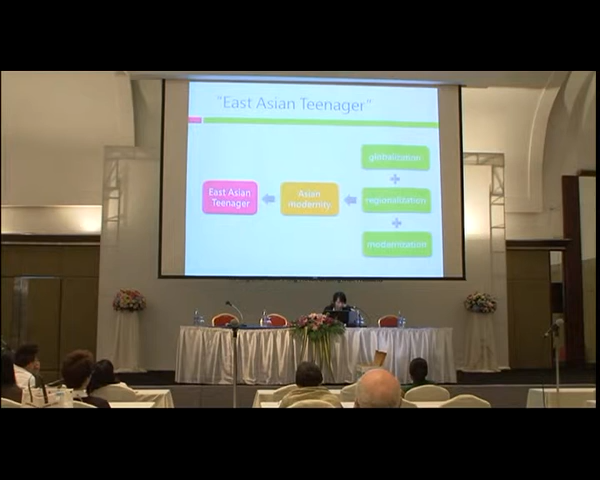 "East Asian Teenager"
globalization
+
East Asian
Teenager
Asian
modernity
regionalization
+
modernization